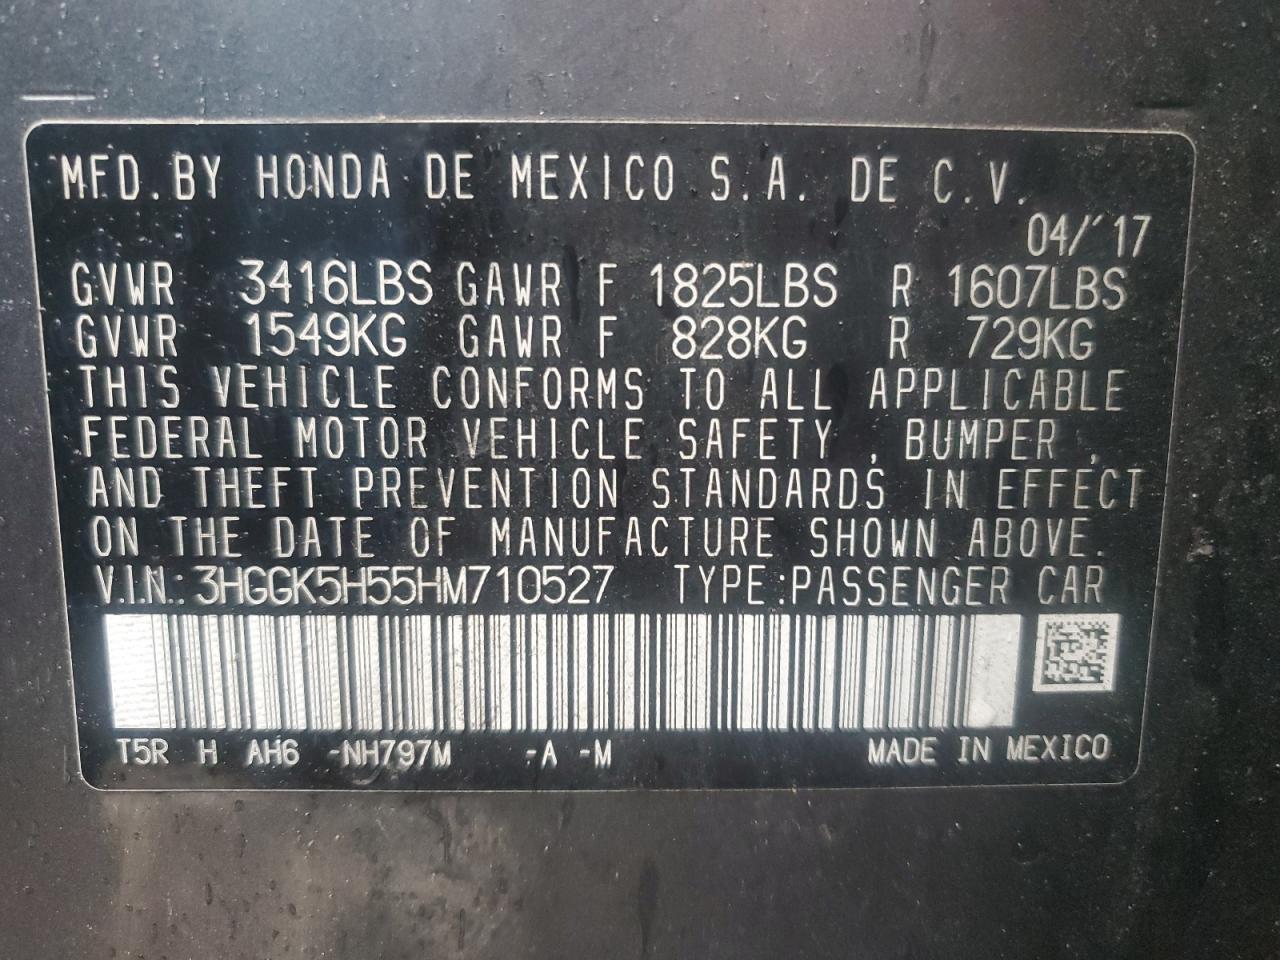 MFD. BY HONDA DE MEXICO S.A. DE C.V.
04/'17
GVWR 3416LBS GAWR F 1825LBS R 1607LBS
GVWR 1549KG GAWR F 828KG R 729KG
THIS VEHICLE CONFORMS TO ALL APPLICABLE
FEDERAL MOTOR VEHICLE SAFETY, BUMPER,
AND THEFT PREVENTION STANDARDS IN EFFECT
ON THE DATE OF MANUFACTURE SHOWN ABOVE.
V.I.N.: 3HGGK5H55HM710527 TYPE:PASSENGER CAR
T5R H AH6 -NH797M -A -M MADE IN MEXICO